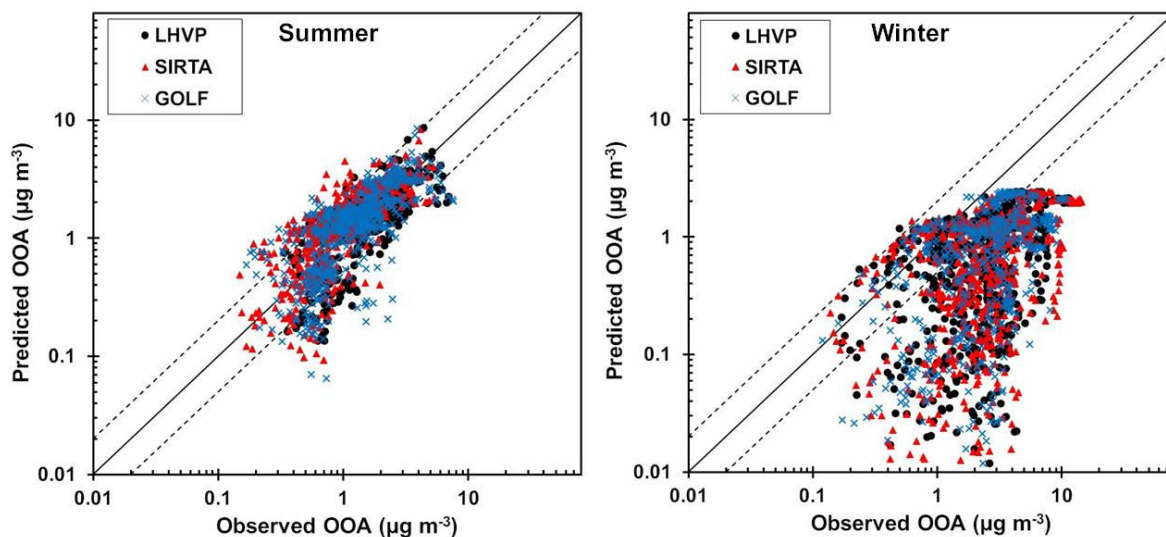 Summer
LHVP
SIRTA
GOLF
10
1
0.1
0.01
0.01
0.1
1
10
Predicted OOA (µg m-3)
Observed OOA (µg m-3)
Winter
LHVP
SIRTA
GOLF
10
1
0.1
0.01
0.01
0.1
1
10
Predicted OOA (µg m-3)
Observed OOA (µg m-3)